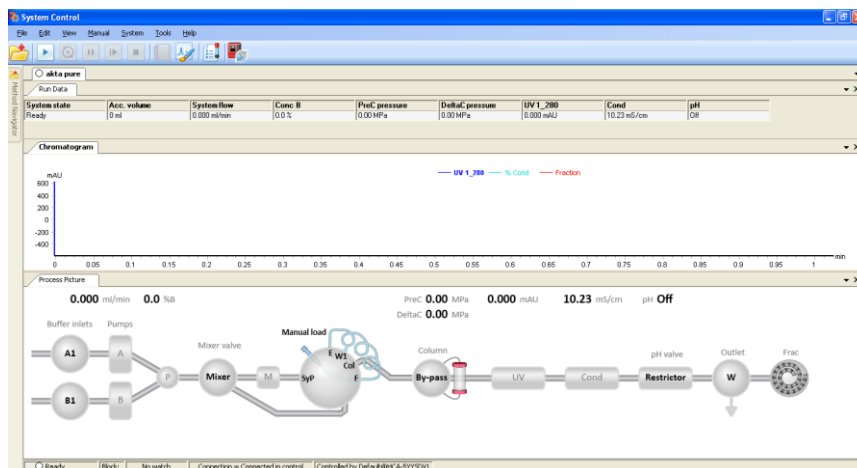 System Control
File Edit View Manual System Tools Help
akta pure
Method Navigator
Run Data
System state Acc. volume System flow Conc B PreC pressure DeltaC pressure UV 1_280 Cond pH
Ready 0 ml 0.000 ml/min 0.0 % 0.00 MPa 0.00 MPa 0.000 mAU 10.23 mS/cm Off
Chromatogram
mAU
UV 1_280 % Cond Fraction
600
400
200
0
-200
-400
0 0.05 0.1 0.15 0.2 0.25 0.3 0.35 0.4 0.45 0.5 0.55 0.6 0.65 0.7 0.75 0.8 0.85 0.9 0.95 1 min
Process Picture
0.000 ml/min 0.0 %B PreC 0.00 MPa 0.000 mAU 10.23 mS/cm pH Off
DeltaC 0.00 MPa
Buffer inlets Pumps Mixer valve Manual load Column pH valve Outlet Frac
E W1 Col F SyP
A1 A
P Mixer M By-pass UV Cond Restrictor W
B1 B
Ready Block: No watch Connection = Connected in control